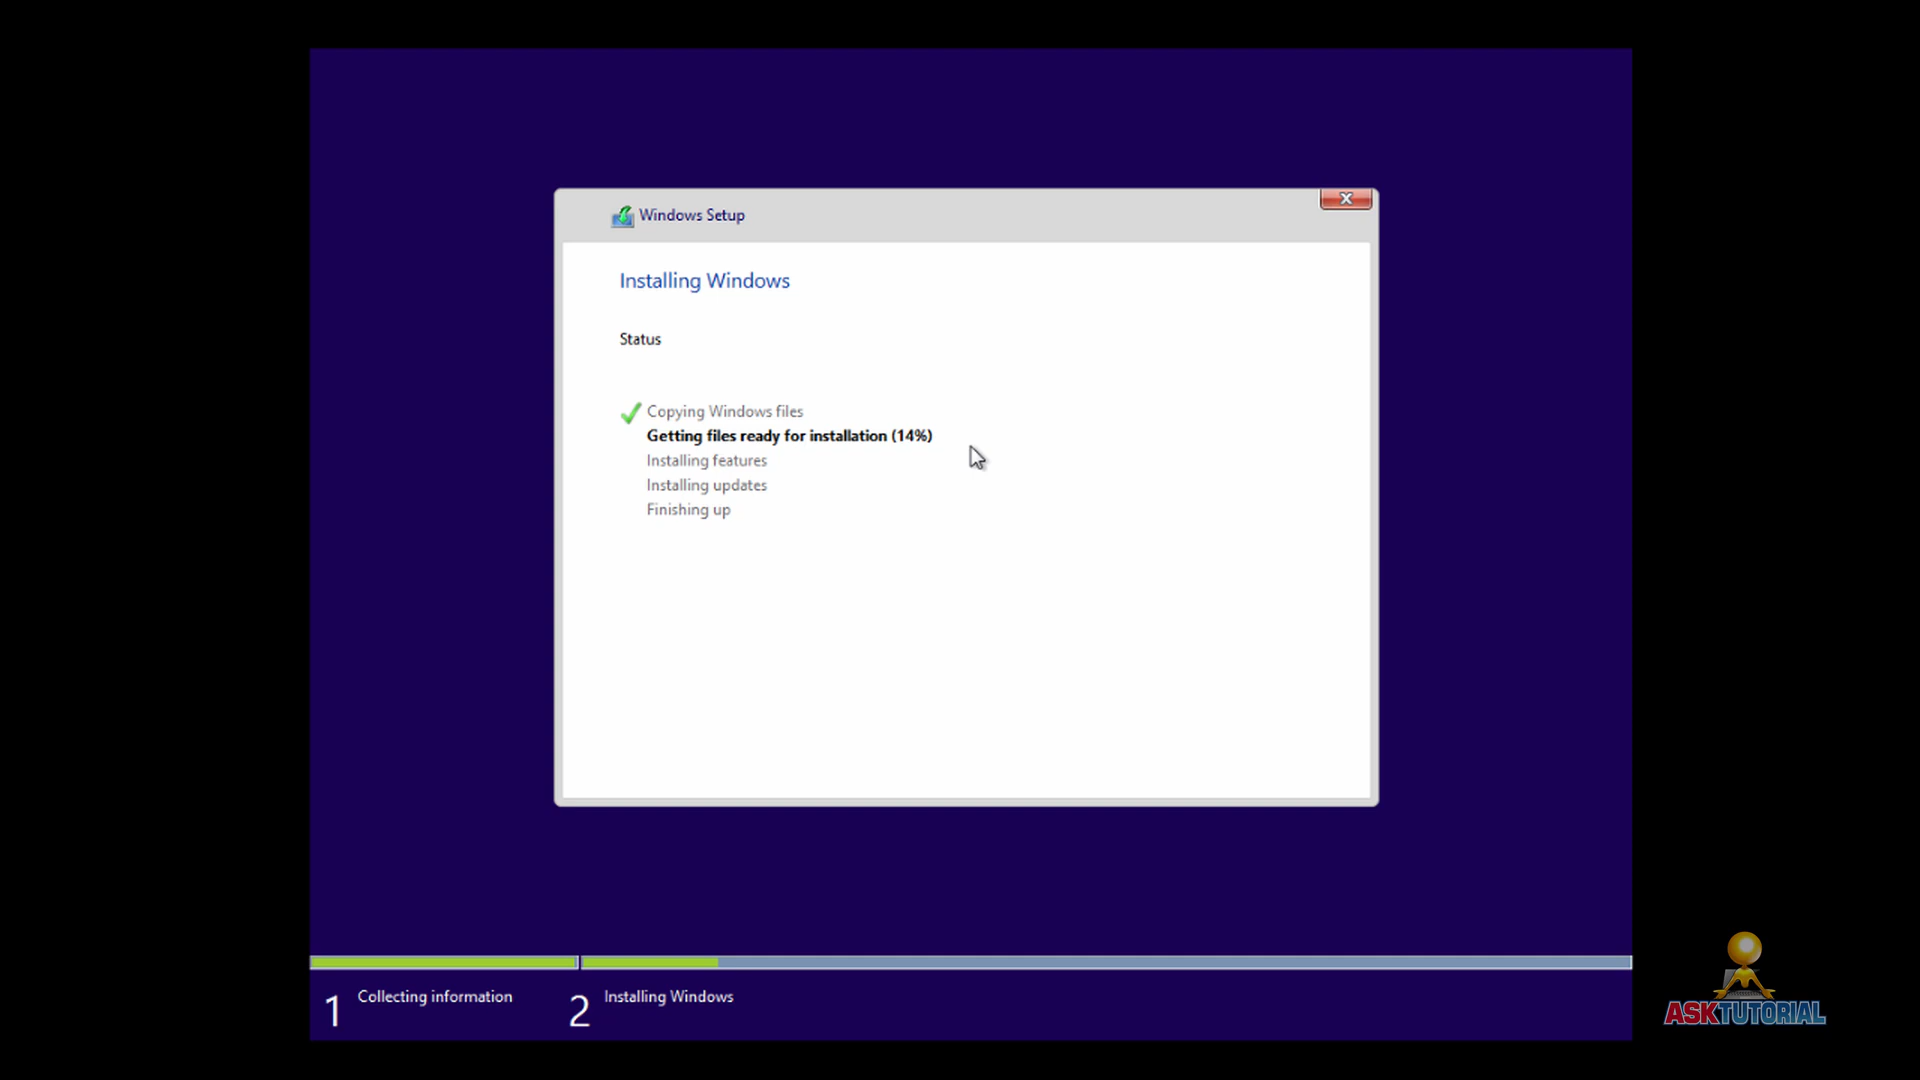 Windows Setup
Installing Windows
Status
Copying Windows files
Getting files ready for installation (14%)
Installing features
Installing updates
Finishing up
1 Collecting information
2 Installing Windows
ASKTUTORIAL